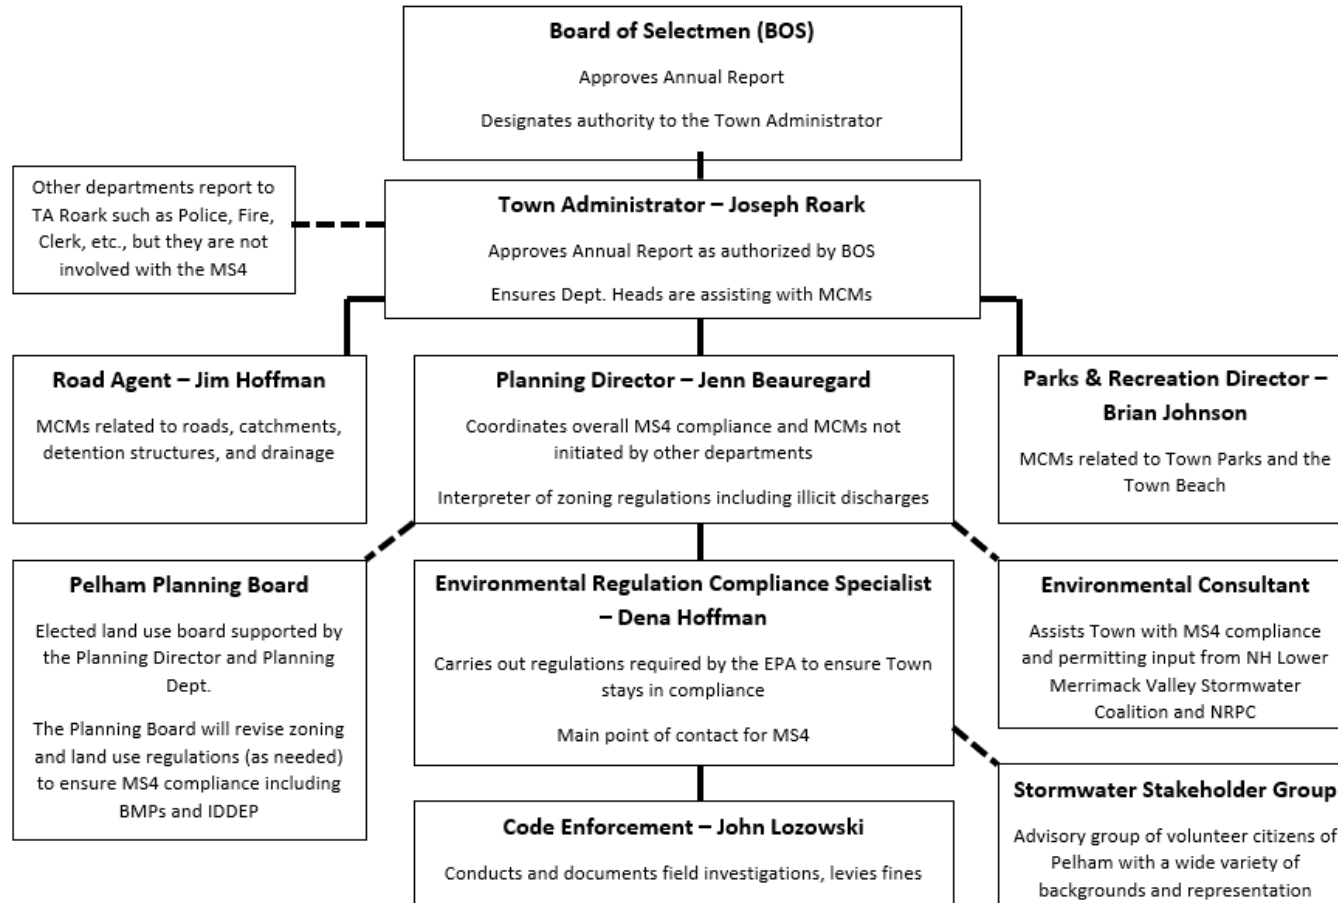 Board of Selectmen (BOS)
Approves Annual Report
Designates authority to the Town Administrator
Other departments report to
TA Roark such as Police, Fire,
Clerk, etc., but they are not
involved with the MS4
Town Administrator – Joseph Roark
Approves Annual Report as authorized by BOS
Ensures Dept. Heads are assisting with MCMs
Road Agent – Jim Hoffman
MCMs related to roads, catchments,
detention structures, and drainage
Planning Director – Jenn Beauregard
Coordinates overall MS4 compliance and MCMs not
initiated by other departments
Interpreter of zoning regulations including illicit discharges
Parks & Recreation Director –
Brian Johnson
MCMs related to Town Parks and the
Town Beach
Pelham Planning Board
Elected land use board supported by
the Planning Director and Planning
Dept.
The Planning Board will revise zoning
and land use regulations (as needed)
to ensure MS4 compliance including
BMPs and IDDEP
Environmental Regulation Compliance Specialist
– Dena Hoffman
Carries out regulations required by the EPA to ensure Town
stays in compliance
Main point of contact for MS4
Environmental Consultant
Assists Town with MS4 compliance
and permitting input from NH Lower
Merrimack Valley Stormwater
Coalition and NRPC
Code Enforcement – John Lozowski
Conducts and documents field investigations, levies fines
Stormwater Stakeholder Group
Advisory group of volunteer citizens of
Pelham with a wide variety of
backgrounds and representation